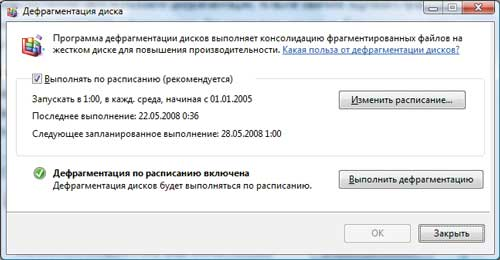 Дефрагментация диска
Программа дефрагментации дисков выполняет консолидацию фрагментированных файлов на
жестком диске для повышения производительности. Какая польза от дефрагментации дисков?
Выполнять по расписанию (рекомендуется)
Запускать в 1:00, в кажд. среда, начиная с 01.01.2005
Изменить расписание...
Последнее выполнение: 22.05.2008 0:36
Следующее запланированное выполнение: 28.05.2008 1:00
Дефрагментация по расписанию включена
Дефрагментация дисков будет выполняться по расписанию.
Выполнить дефрагментацию
ОК
Закрыть